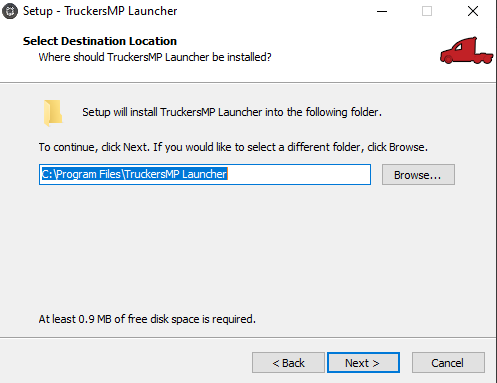 Setup - TruckersMP Launcher
Select Destination Location
Where should TruckersMP Launcher be installed?
Setup will install TruckersMP Launcher into the following folder.
To continue, click Next. If you would like to select a different folder, click Browse.
C:\Program Files\TruckersMP Launcher
Browse...
At least 0.9 MB of free disk space is required.
< Back
Next >
Cancel